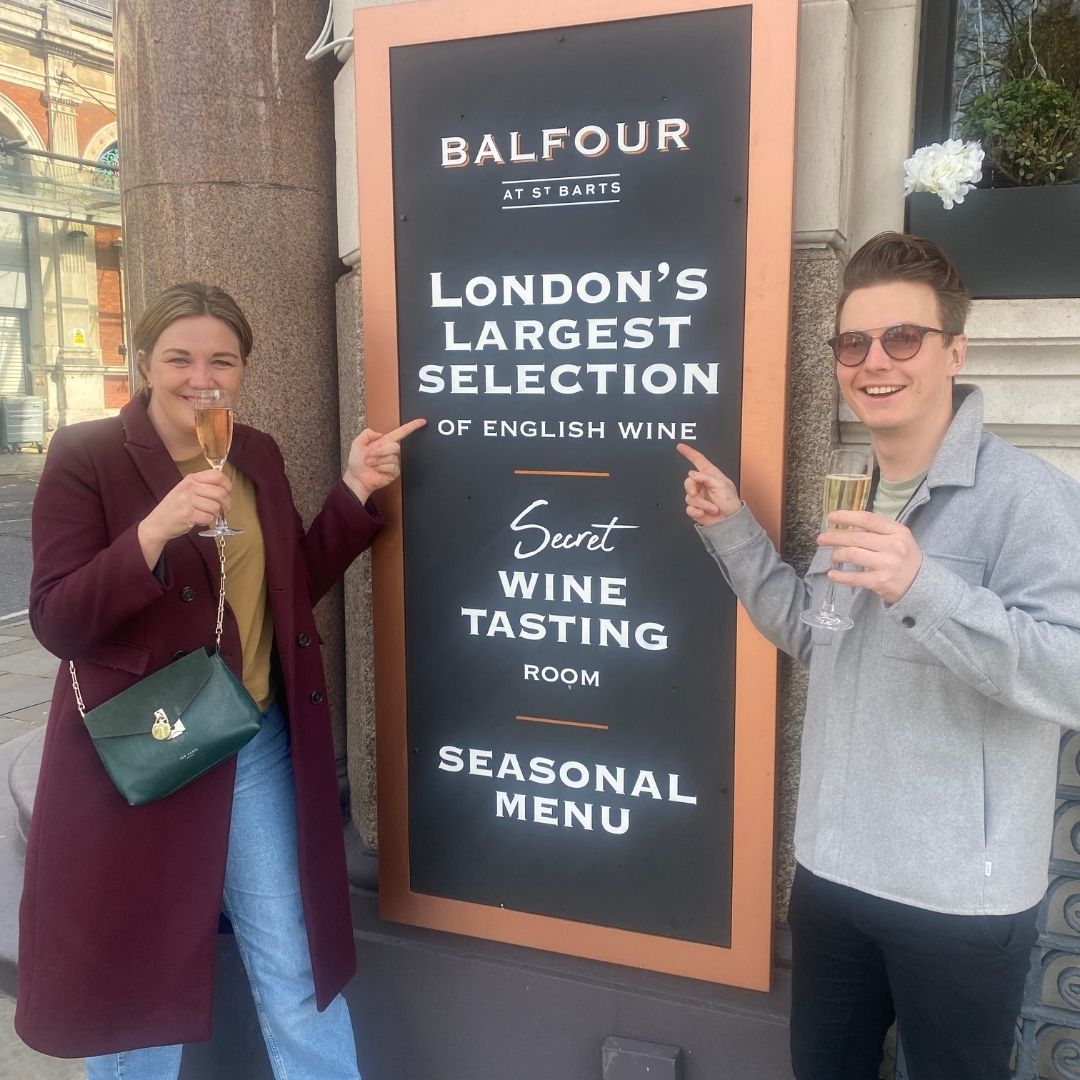 BALFOUR
AT ST BARTS
LONDON'S
LARGEST
SELECTION
OF ENGLISH WINE
Secret
WINE
TASTING
ROOM
SEASONAL
MENU